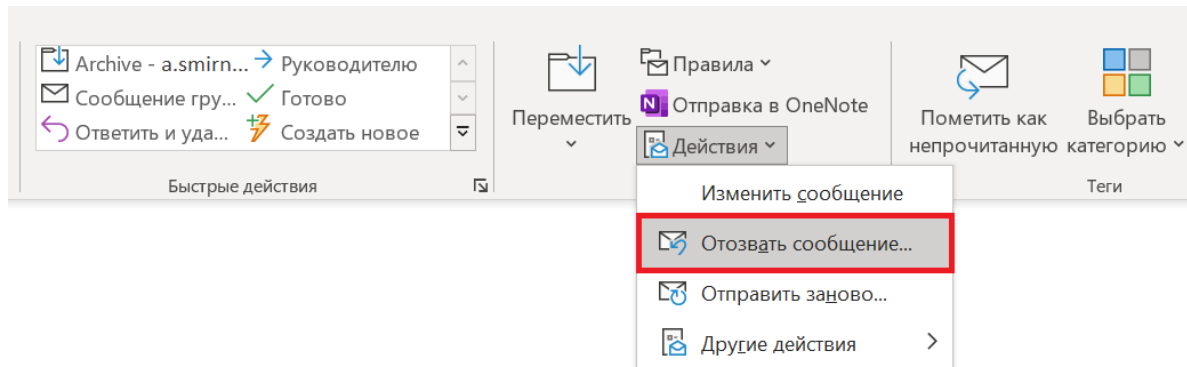 Archive - a.smirn...
Руководителю
Сообщение гру...
Готово
Ответить и уда...
Создать новое
Быстрые действия
Переместить
Правила
Отправка в OneNote
Действия
Пометить как
непрочитанную
Выбрать
категорию
Теги
Изменить сообщение
Отозвать сообщение...
Отправить заново...
Другие действия